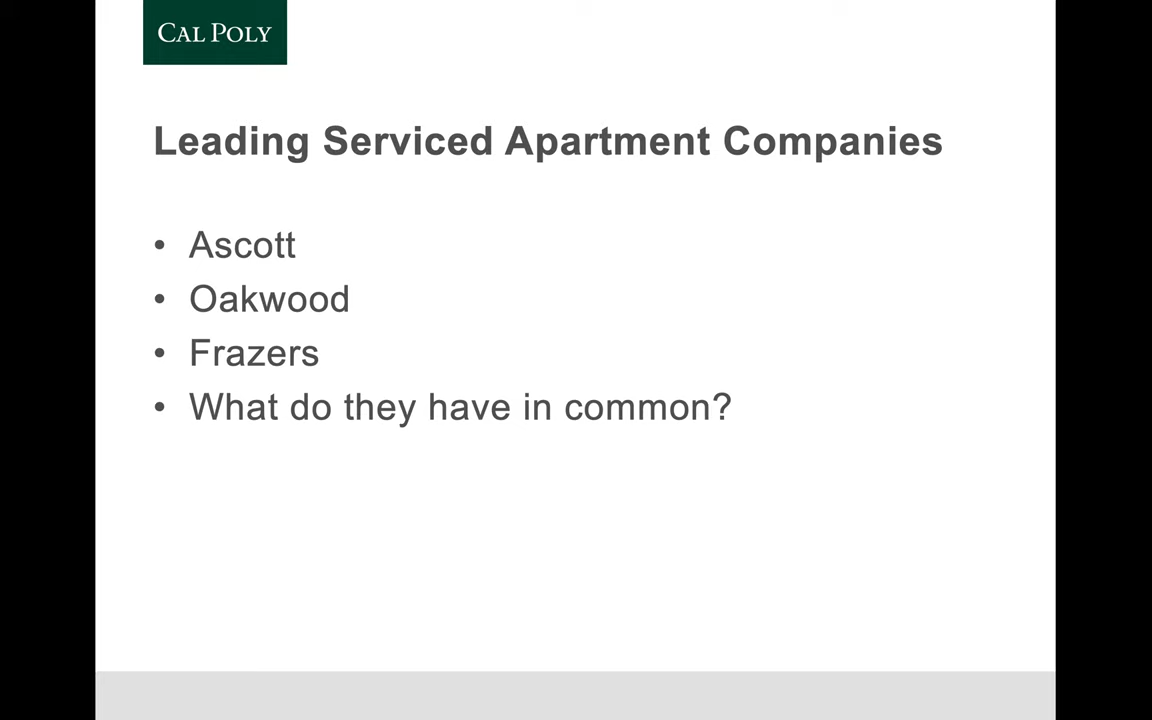 CAL POLY
Leading Serviced Apartment Companies
• Ascott
• Oakwood
• Frazers
• What do they have in common?